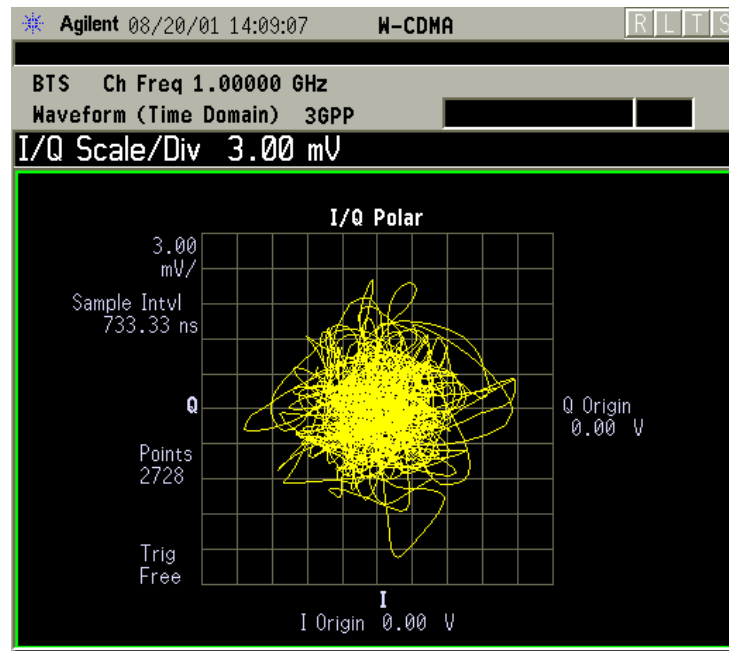 Agilent 08/20/01 14:09:07 W-CDMA R L T S
BTS Ch Freq 1.00000 GHz
Waveform (Time Domain) 3GPP
I/Q Scale/Div 3.00 mV
I/Q Polar
3.00
mV/
Sample Intvl
733.33 ns
Q
Q Origin
0.00 V
Points
2728
Trig
Free
I
I Origin 0.00 V